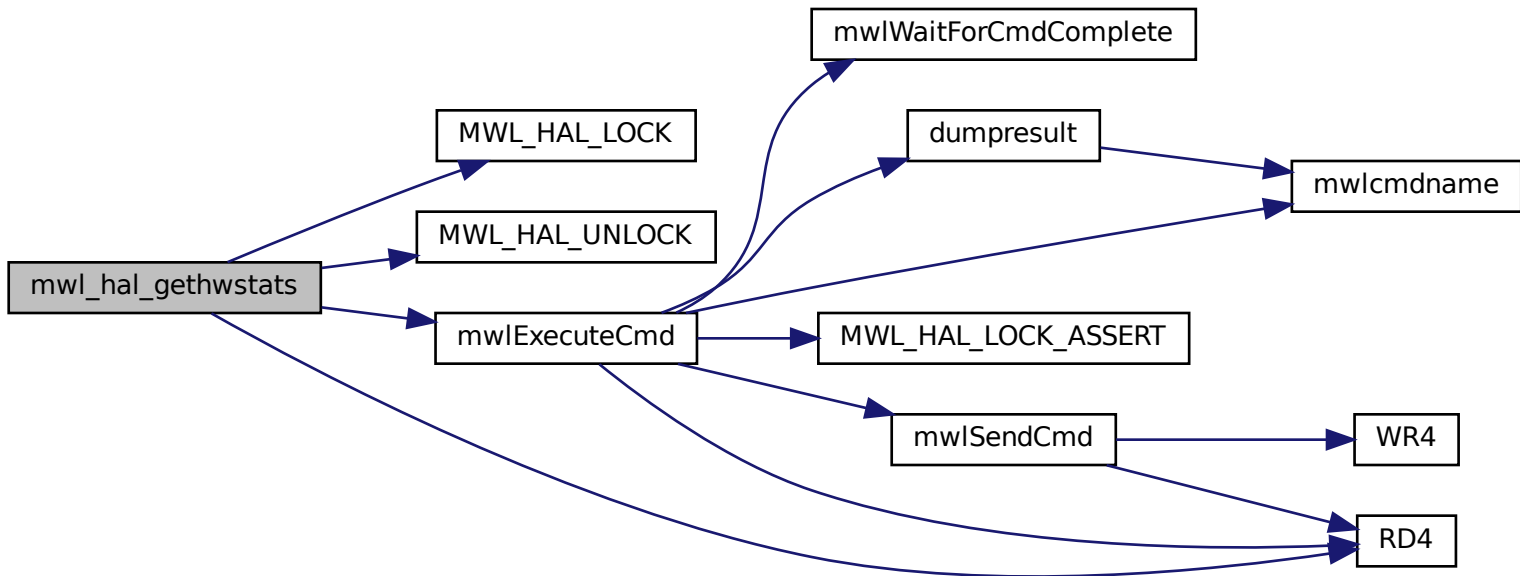 mwl_hal_gethwstats
MWL_HAL_LOCK
MWL_HAL_UNLOCK
mwlExecuteCmd
mwlWaitForCmdComplete
dumpresult
mwlcmdname
MWL_HAL_LOCK_ASSERT
mwlSendCmd
WR4
RD4